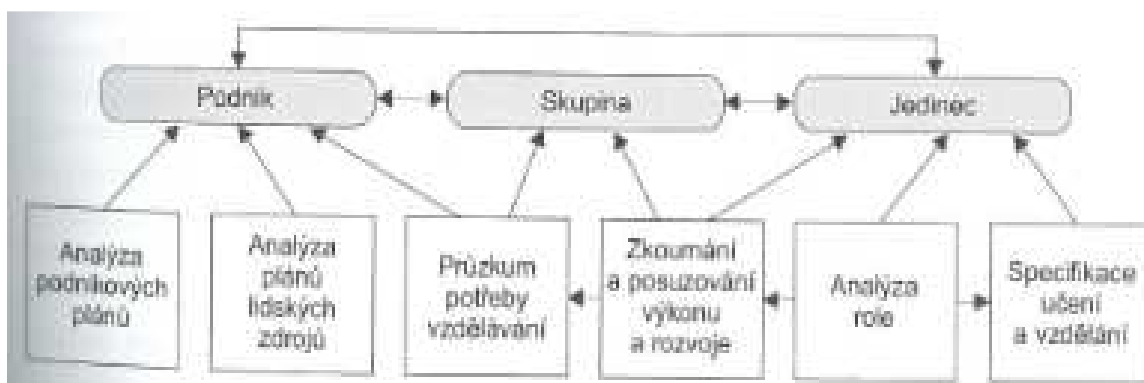 Podnik
Skupina
Jedinec
Analýza
podnikových
plánů
Analýza
plánů
lidských
zdrojů
Průzkum
potřeby
vzdělávání
Zkoumání
a posuzování
výkonu
a rozvoje
Analýza
role
Specifikace
učení
a vzdělání